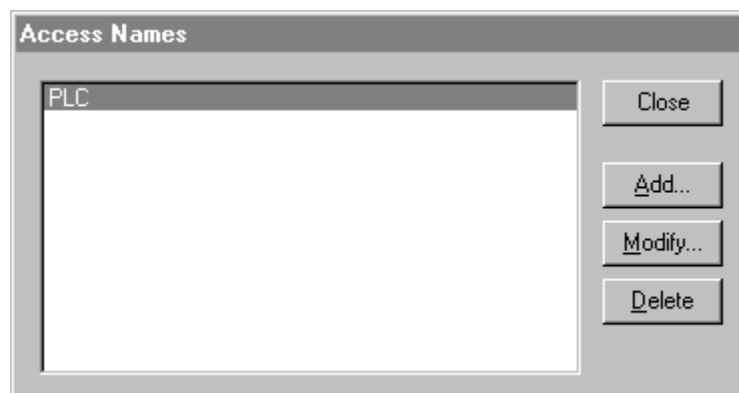 Access Names
PLC
Close
Add...
Modify...
Delete